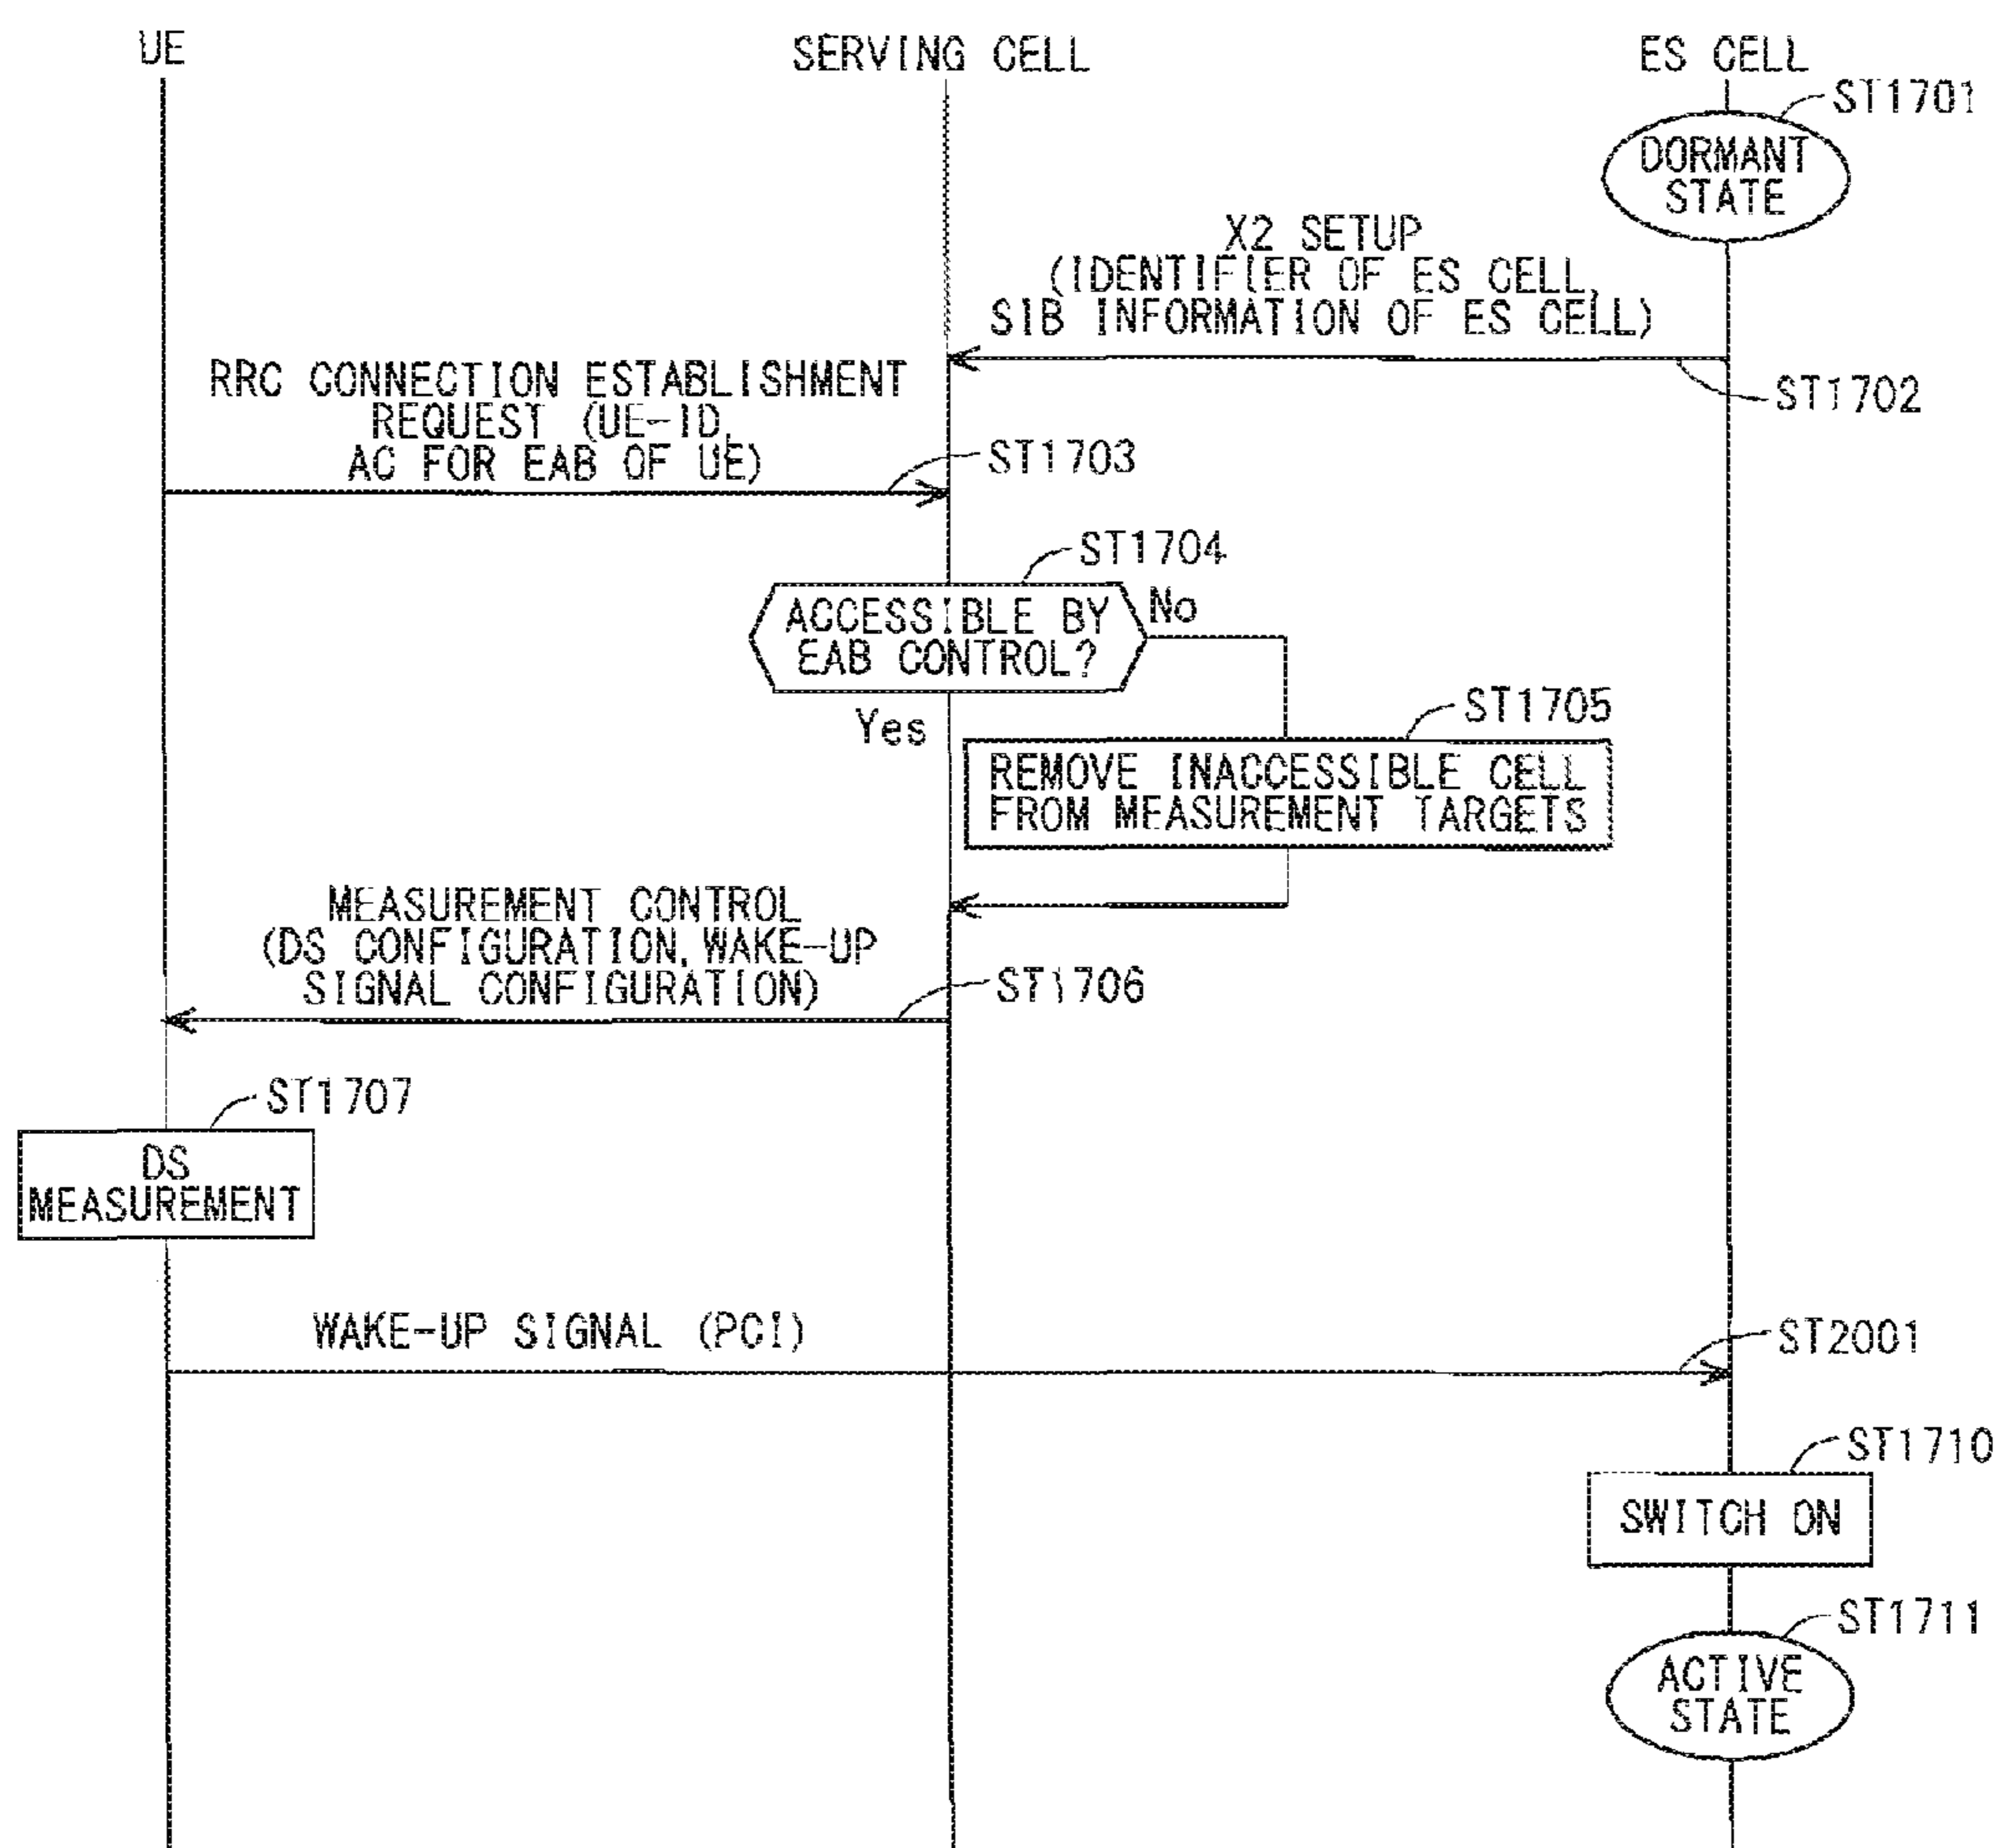 UE
SERVING CELL
ES CELL
ST1701
DORMANT
STATE
X2 SETUP
(IDENTIFIER OF ES CELL,
SIB INFORMATION OF ES CELL)
ST1702
RRC CONNECTION ESTABLISHMENT
REQUEST (UE-ID,
AC FOR EAB OF UE)
ST1703
ST1704
ACCESSIBLE BY
EAB CONTROL?
No
Yes
ST1705
REMOVE INACCESSIBLE CELL
FROM MEASUREMENT TARGETS
MEASUREMENT CONTROL
(DS CONFIGURATION, WAKE-UP
SIGNAL CONFIGURATION)
ST1706
ST1707
DS
MEASUREMENT
WAKE-UP SIGNAL (PCI)
ST2001
ST1710
SWITCH ON
ST1711
ACTIVE
STATE